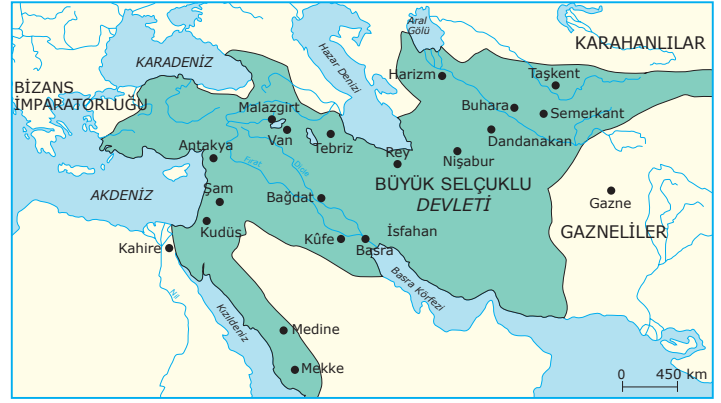 Aral
Gölü
KARAHANLILAR
KARADENİZ
Hazar Denizi
Harizm
Taşkent
BİZANS
İMPARATORLUĞU
Malazgirt
Buhara
Semerkant
Van
Tebriz
Dandanakan
Antakya
Rey
Nişabur
Fırat
Dicle
AKDENİZ
Şam
Bağdat
BÜYÜK SELÇUKLU
DEVLETİ
Gazne
Kudüs
Kûfe
İsfahan
GAZNELİLER
Kahire
Basra
Basra Körfezi
Nil
Kızıldeniz
Medine
Mekke
0 450 km